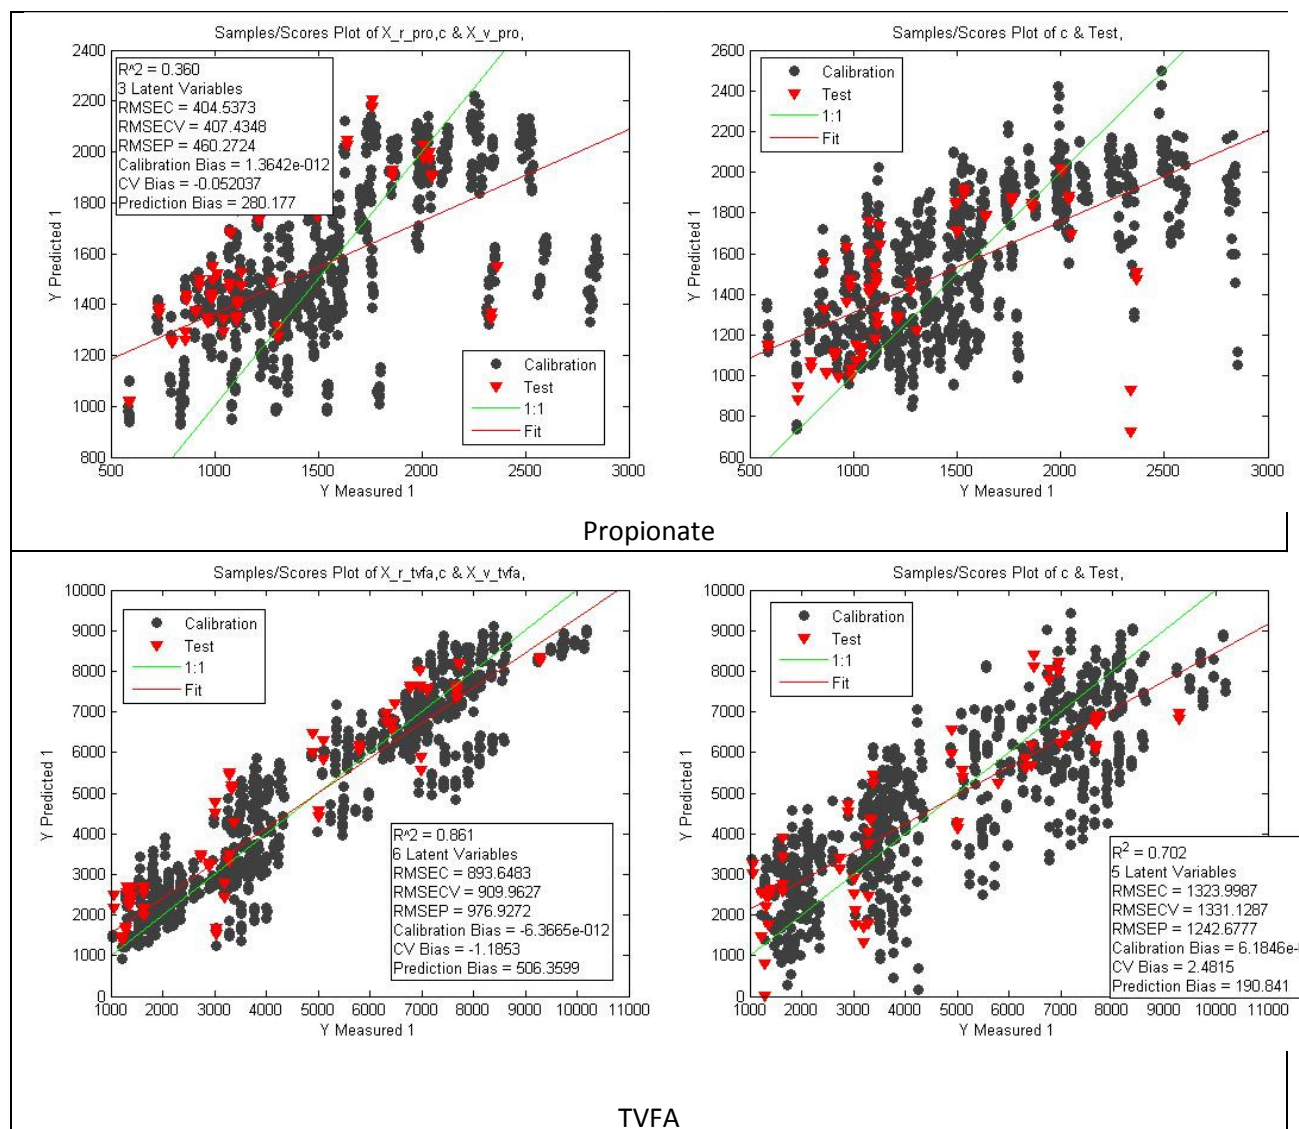 Samples/Scores Plot of X_r_pro,c & X_v_pro,
2400
2200
2000
1800
1600
1400
1200
1000
800
500
1000
1500
2000
2500
3000
Y Predicted 1
Y Measured 1
R^2 = 0.360
3 Latent Variables
RMSEC = 404.5373
RMSECV = 407.4348
RMSEP = 460.2724
Calibration Bias = 1.3642e-012
CV Bias = -0.052037
Prediction Bias = 280.177
Calibration
Test
1:1
Fit
Samples/Scores Plot of c & Test,
2600
2400
2200
2000
1800
1600
1400
1200
1000
800
600
500
1000
1500
2000
2500
3000
Y Predicted 1
Y Measured 1
Calibration
Test
1:1
Fit
Propionate
Samples/Scores Plot of X_r_tvfa,c & X_v_tvfa,
10000
9000
8000
7000
6000
5000
4000
3000
2000
1000
0
1000
2000
3000
4000
5000
6000
7000
8000
9000
10000
11000
Y Predicted 1
Y Measured 1
Calibration
Test
1:1
Fit
R^2 = 0.861
6 Latent Variables
RMSEC = 893.6483
RMSECV = 909.9627
RMSEP = 976.9272
Calibration Bias = -6.3665e-012
CV Bias = -1.1853
Prediction Bias = 506.3599
Samples/Scores Plot of c & Test,
10000
9000
8000
7000
6000
5000
4000
3000
2000
1000
0
1000
2000
3000
4000
5000
6000
7000
8000
9000
10000
11000
Y Predicted 1
Y Measured 1
Calibration
Test
1:1
Fit
R² = 0.702
5 Latent Variables
RMSEC = 1323.9987
RMSECV = 1331.1287
RMSEP = 1242.6777
Calibration Bias = 6.1846e-
CV Bias = 2.4815
Prediction Bias = 190.841
TVFA